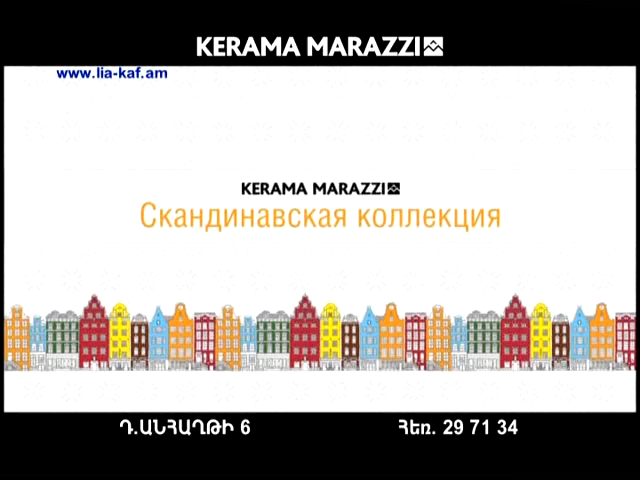 KERAMA MARAZZI
www.lia-kaf.am
KERAMA MARAZZI
Скандинавская коллекция
Դ.ԱՆՀԱՂԹԻ 6
Հեռ. 29 71 34